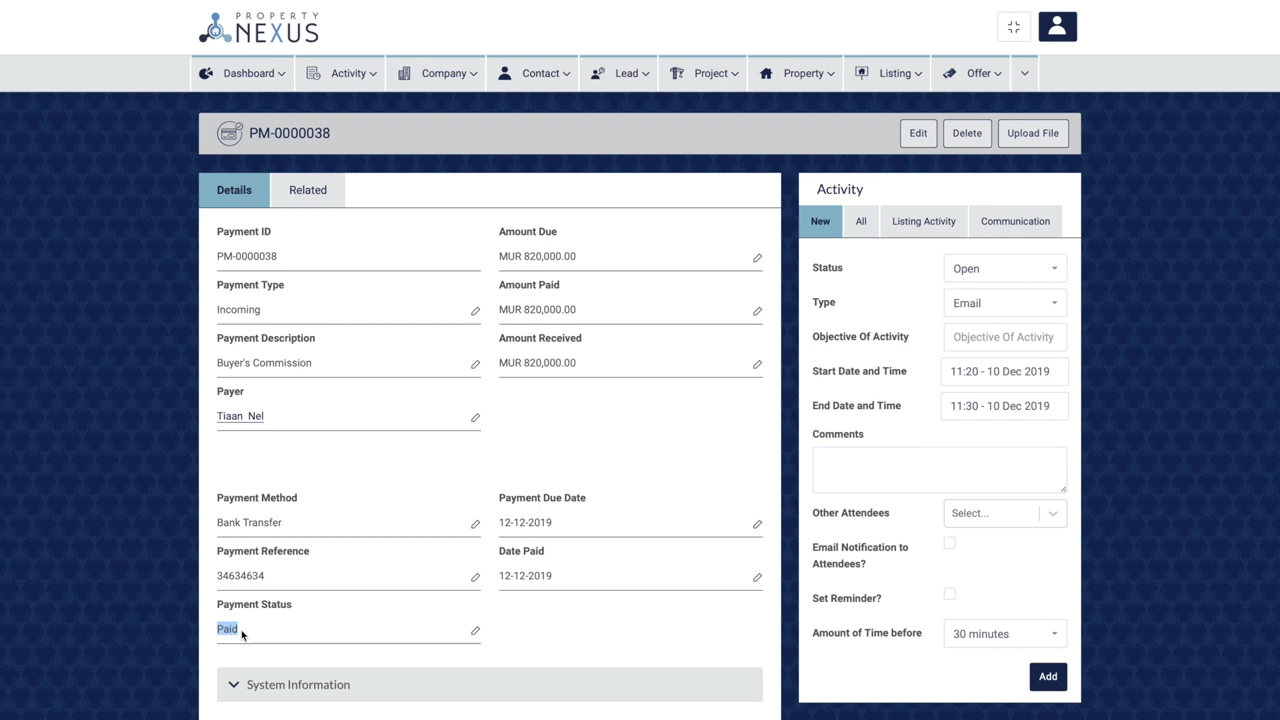 PROPERTY
NEXUS
Dashboard
Activity
Company
Contact
Lead
Project
Property
Listing
Offer
PM-0000038
Edit
Delete
Upload File
Details
Related
Payment ID
PM-0000038
Amount Due
MUR 820,000.00
Payment Type
Incoming
Amount Paid
MUR 820,000.00
Payment Description
Buyer's Commission
Amount Received
MUR 820,000.00
Payer
Tiaan Nel
Payment Method
Bank Transfer
Payment Due Date
12-12-2019
Payment Reference
34634634
Date Paid
12-12-2019
Payment Status
Paid
System Information
Activity
New
All
Listing Activity
Communication
Status
Open
Type
Email
Objective Of Activity
Objective Of Activity
Start Date and Time
11:20 - 10 Dec 2019
End Date and Time
11:30 - 10 Dec 2019
Comments
Other Attendees
Select...
Email Notification to
Attendees?
Set Reminder?
Amount of Time before
30 minutes
Add